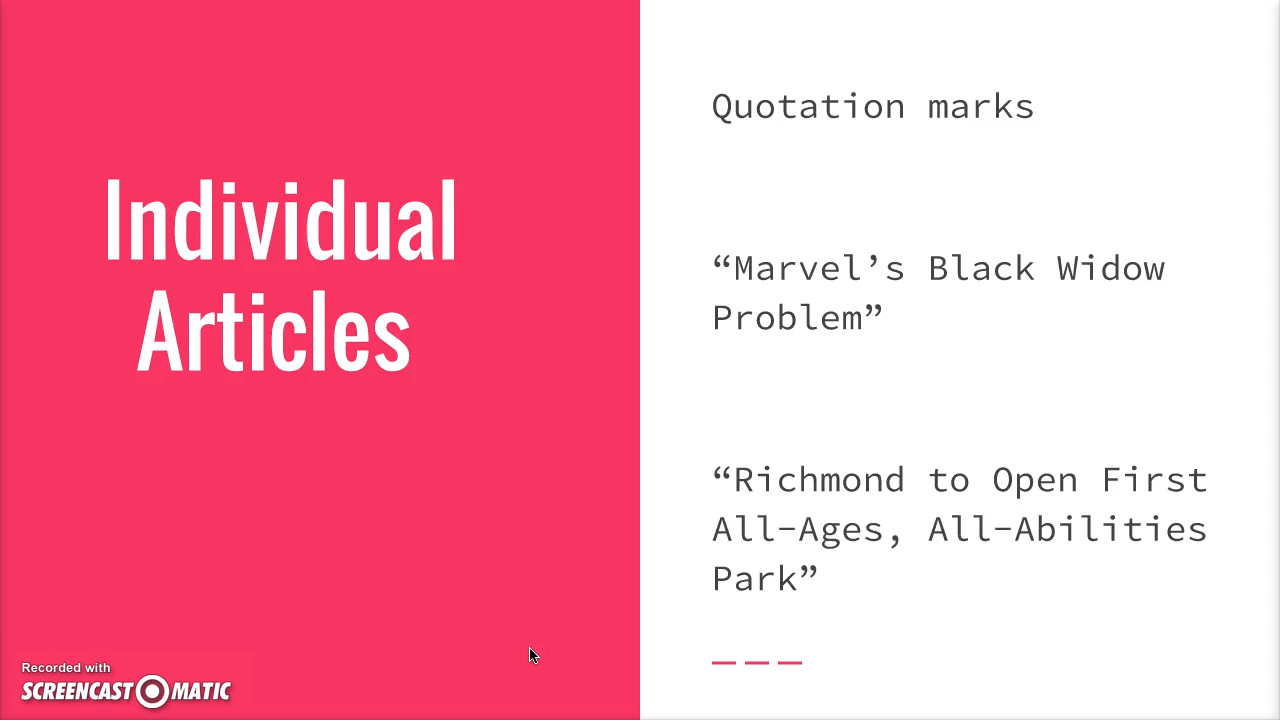 Individual
Articles
Quotation marks
“Marvel’s Black Widow
Problem”
“Richmond to Open First
All-Ages, All-Abilities
Park”
Recorded with
SCREENCAST MATIC